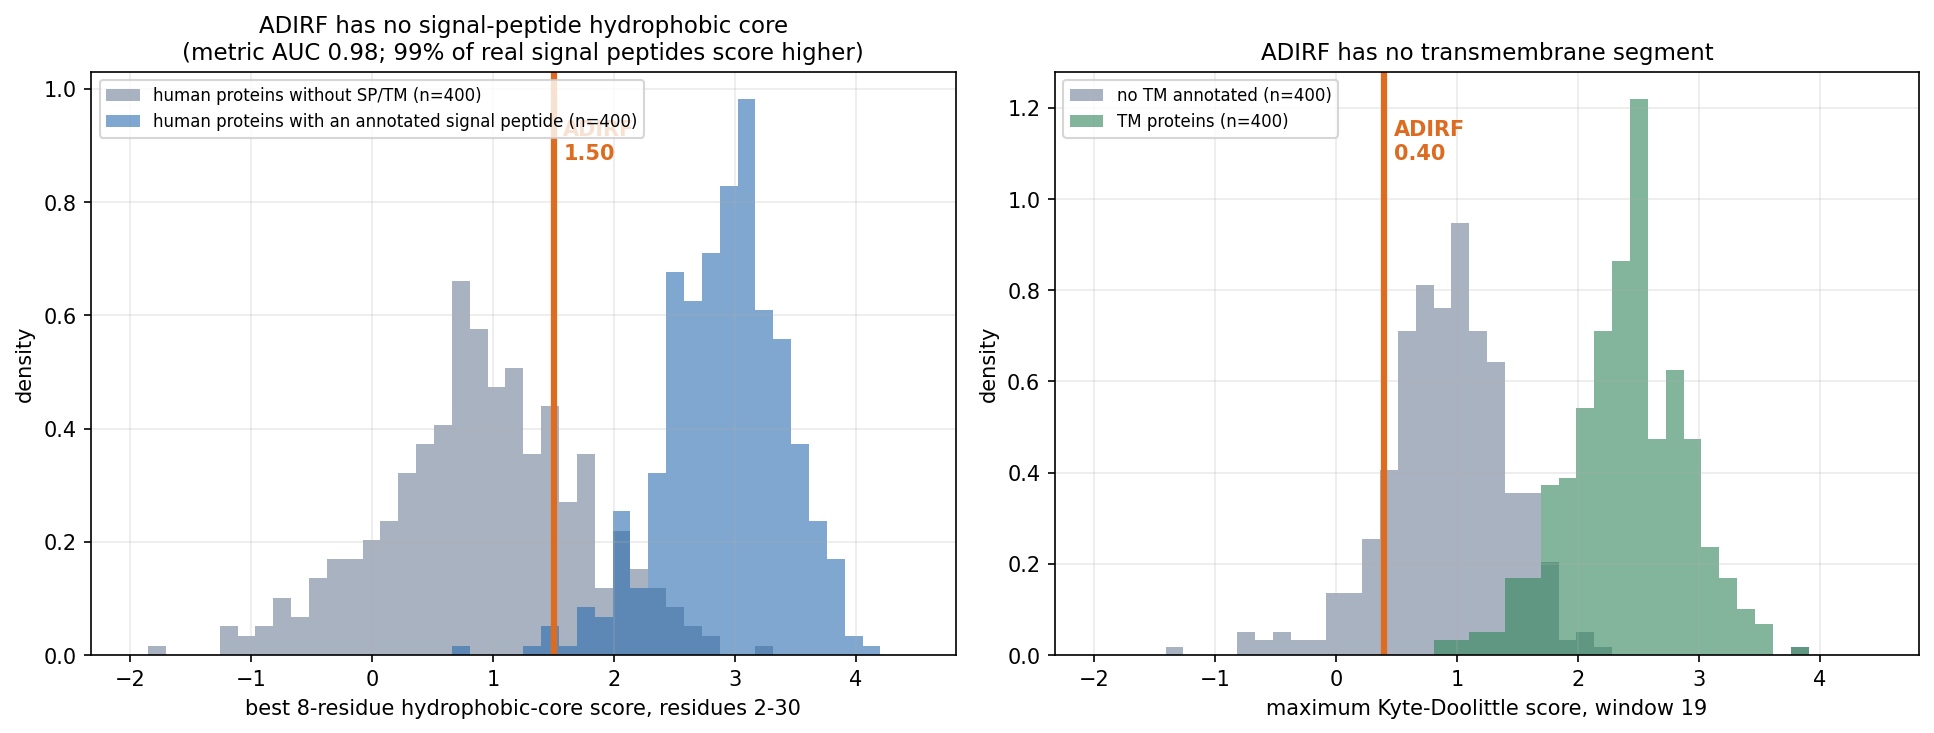 ADIRF has no signal-peptide hydrophobic core
(metric AUC 0.98; 99% of real signal peptides score higher)
human proteins without SP/TM (n=400)
human proteins with an annotated signal peptide (n=400)
ADIRF
1.50
1.0
0.8
0.6
0.4
0.2
0.0
density
−2
−1
0
1
2
3
4
best 8-residue hydrophobic-core score, residues 2-30
ADIRF has no transmembrane segment
no TM annotated (n=400)
TM proteins (n=400)
ADIRF
0.40
1.2
1.0
0.8
0.6
0.4
0.2
0.0
density
−2
−1
0
1
2
3
4
maximum Kyte-Doolittle score, window 19